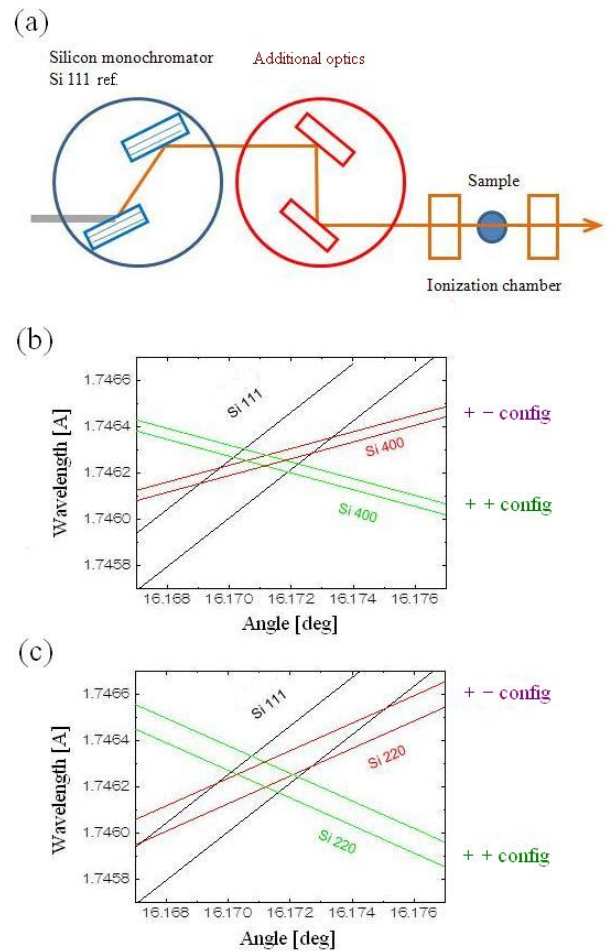 (a)
Silicon monochromator
Si 111 ref.
Additional optics
Sample
Ionization chamber
(b)
Wavelength [A]
1.7466
1.7464
1.7462
1.7460
1.7458
Si 111
Si 400
Si 400
+ − config
+ + config
16.168 16.170 16.172 16.174 16.176
Angle [deg]
(c)
Wavelength [A]
1.7466
1.7464
1.7462
1.7460
1.7458
Si 111
Si 220
Si 220
+ − config
+ + config
16.168 16.170 16.172 16.174 16.176
Angle [deg]